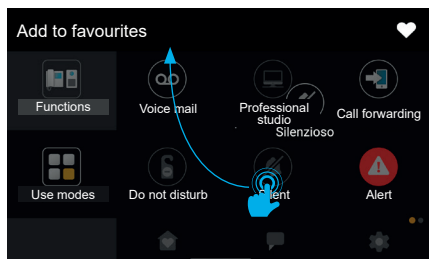 Add to favourites
Functions
Voice mail
Professional
studio
Silenzioso
Call forwarding
Use modes
Do not disturb
Silent
Alert